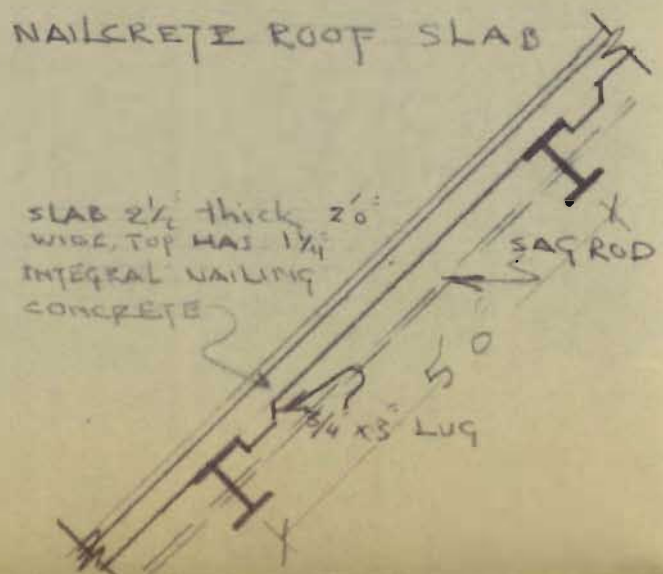 NAILCRETE ROOF SLAB
SLAB 2½" thick 2'0"
WIDE, TOP HAS 1¼"
INTEGRAL NAILING
CONCRETE
SAG ROD
5'0"
3/4" x 3" LUG